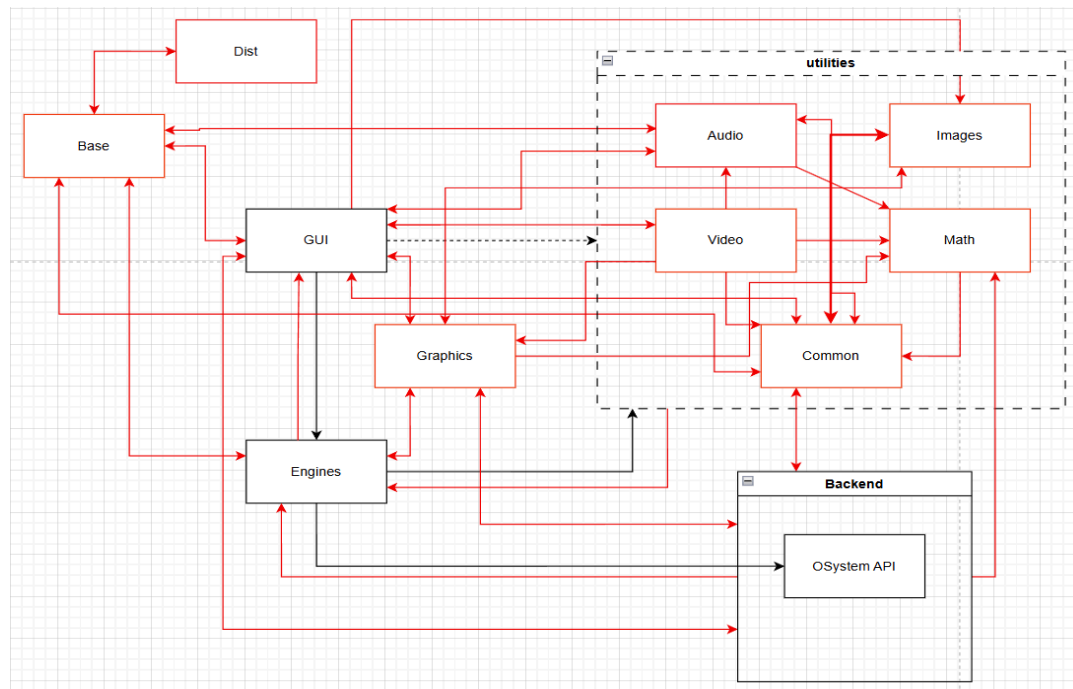 Dist
utilities
Base
Audio
Images
GUI
Video
Math
Graphics
Common
Engines
Backend
OSystem API